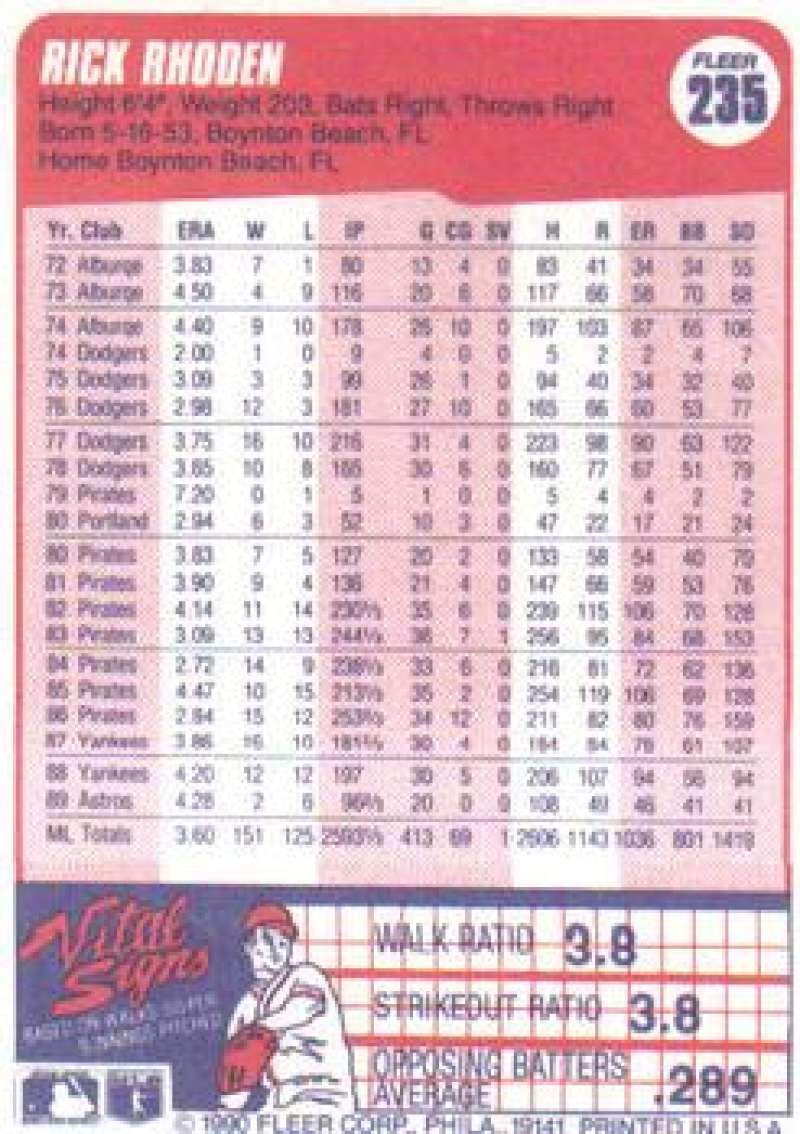 RICK RHODEN
FLEER
235
Height 6'4", Weight 203, Bats Right, Throws Right
Born 5-16-53, Boynton Beach, FL
Home Boynton Beach, FL
Yr. Club ERA W L IP G CG SV H R ER BB SO
72 Alburqe 3.83 7 1 80 13 4 0 83 41 34 34 55
73 Alburqe 4.50 4 9 116 20 6 0 117 66 58 70 68
74 Alburqe 4.40 9 10 178 26 10 0 197 103 87 65 106
74 Dodgers 2.00 1 0 9 4 0 0 5 2 2 4 7
75 Dodgers 3.09 3 3 99 26 1 0 94 40 34 32 40
76 Dodgers 2.98 12 3 181 27 10 0 165 66 60 53 77
77 Dodgers 3.75 16 10 216 31 4 0 223 98 90 63 122
78 Dodgers 3.65 10 8 165 30 6 0 160 77 67 51 79
79 Pirates 7.20 0 1 5 1 0 0 5 4 4 2 2
80 Portland 2.94 6 3 52 10 3 0 47 22 17 21 24
80 Pirates 3.83 7 5 127 20 2 0 133 58 54 40 70
81 Pirates 3.90 9 4 136 21 4 0 147 66 59 53 76
82 Pirates 4.14 11 14 230⅓ 35 6 0 239 115 106 70 128
83 Pirates 3.09 13 13 244⅓ 36 7 1 256 95 84 68 153
84 Pirates 2.72 14 9 238⅓ 33 6 0 216 81 72 62 136
85 Pirates 4.47 10 15 213⅓ 35 2 0 254 119 106 69 128
86 Pirates 2.84 15 12 253⅔ 34 12 0 211 82 80 76 159
87 Yankees 3.86 16 10 181⅔ 30 4 0 184 84 78 61 107
88 Yankees 4.20 12 12 197 30 5 0 206 107 94 56 94
89 Astros 4.28 2 6 96⅔ 20 0 0 108 49 46 41 41
ML Totals 3.60 151 125 2593⅓ 413 69 1 2606 1143 1036 801 1419
Vital
Signs
BASED ON WALKS/SO PER
9 INNINGS PITCHED
WALK RATIO 3.8
STRIKEOUT RATIO 3.8
OPPOSING BATTERS
AVERAGE .289
© 1990 FLEER CORP., PHILA., 19141 PRINTED IN U.S.A.